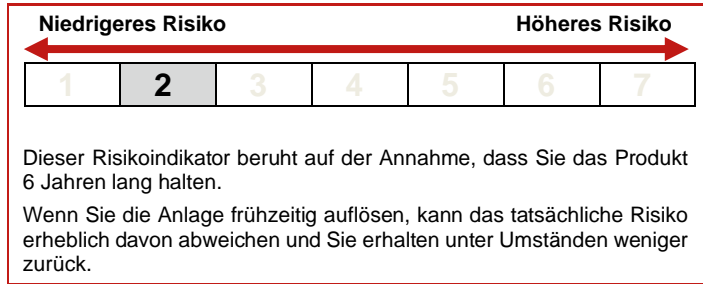 Niedrigeres Risiko Höheres Risiko
1 2 3 4 5 6 7
Dieser Risikoindikator beruht auf der Annahme, dass Sie das Produkt
6 Jahren lang halten.
Wenn Sie die Anlage frühzeitig auflösen, kann das tatsächliche Risiko
erheblich davon abweichen und Sie erhalten unter Umständen weniger
zurück.